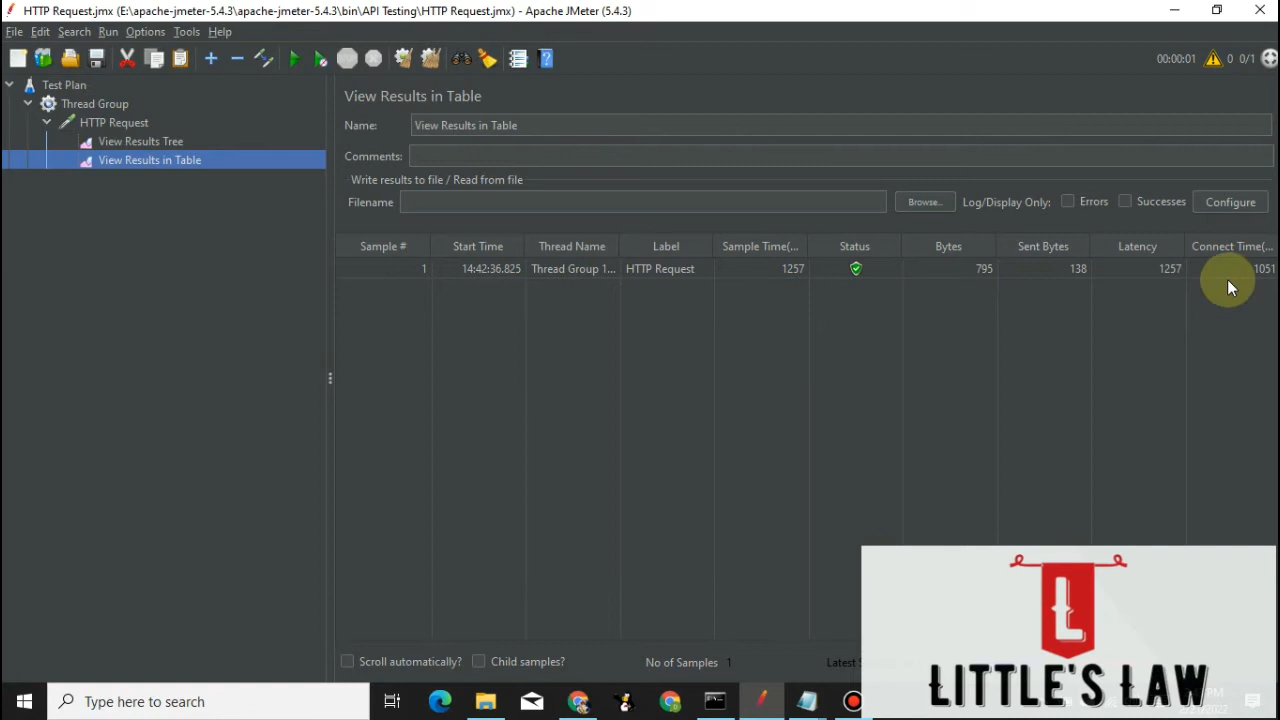 HTTP Request.jmx (E:\apache-jmeter-5.4.3\apache-jmeter-5.4.3\bin\API Testing\HTTP Request.jmx) - Apache JMeter (5.4.3)
File Edit Search Run Options Tools Help
00:00:01 0 0/1
Test Plan
Thread Group
HTTP Request
View Results Tree
View Results in Table
View Results in Table
Name: View Results in Table
Comments:
Write results to file / Read from file
Filename Browse... Log/Display Only: Errors Successes Configure
Sample # Start Time Thread Name Label Sample Time(... Status Bytes Sent Bytes Latency Connect Time(...
1 14:42:36.825 Thread Group 1... HTTP Request 1257 795 138 1257 1051
Scroll automatically? Child samples? No of Samples 1 Latest
L
LITTLE'S LAW
Type here to search